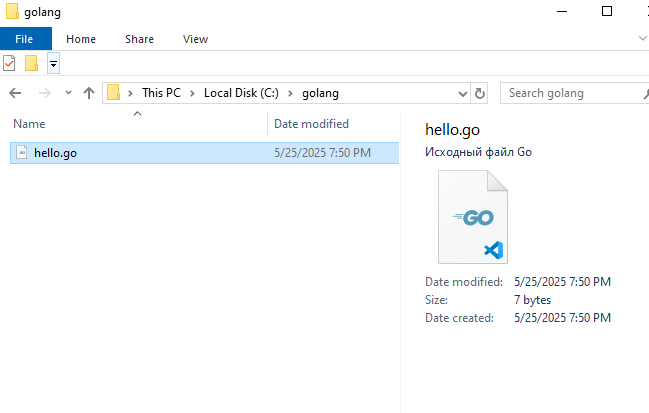 golang
File Home Share View
This PC Local Disk (C:) golang
Search golang
Name Date modified
hello.go 5/25/2025 7:50 PM
hello.go
Исходный файл Go
GO
Date modified: 5/25/2025 7:50 PM
Size: 7 bytes
Date created: 5/25/2025 7:50 PM